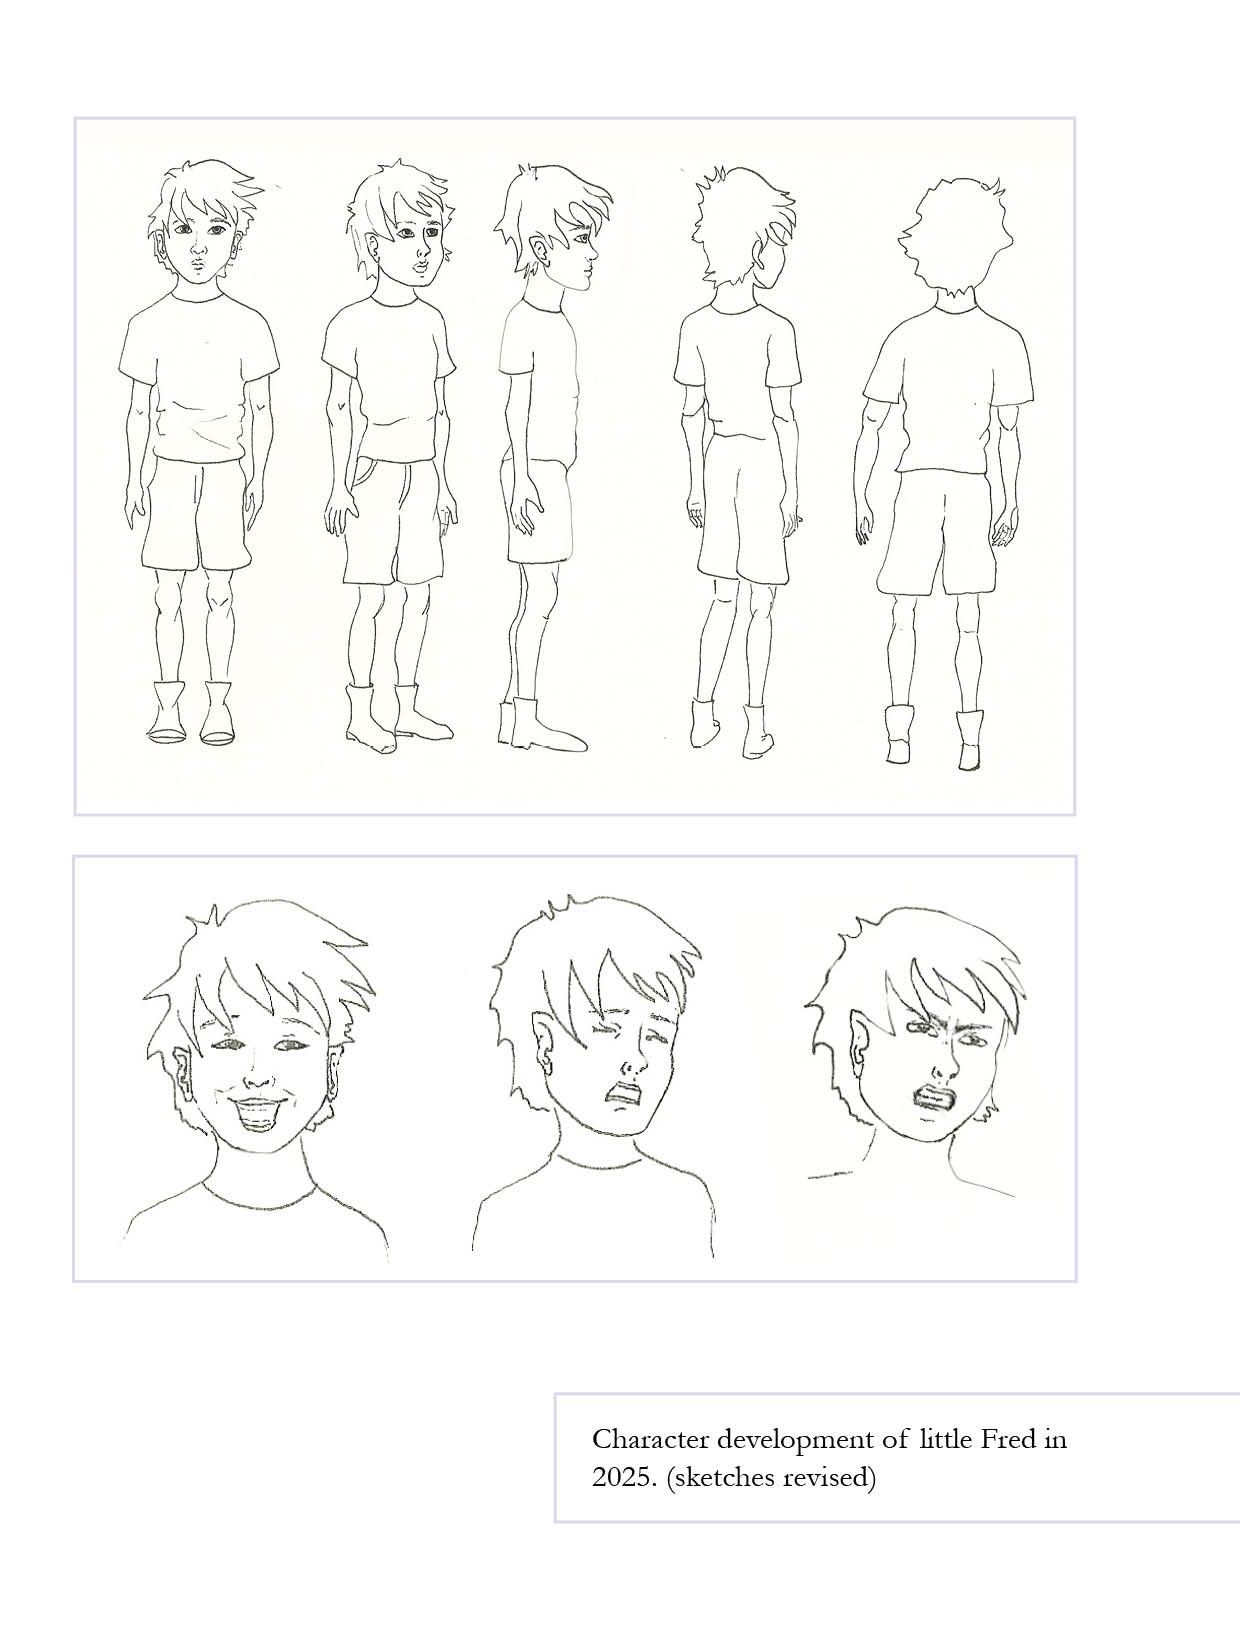 Character development of little Fred in
2025. (sketches revised)